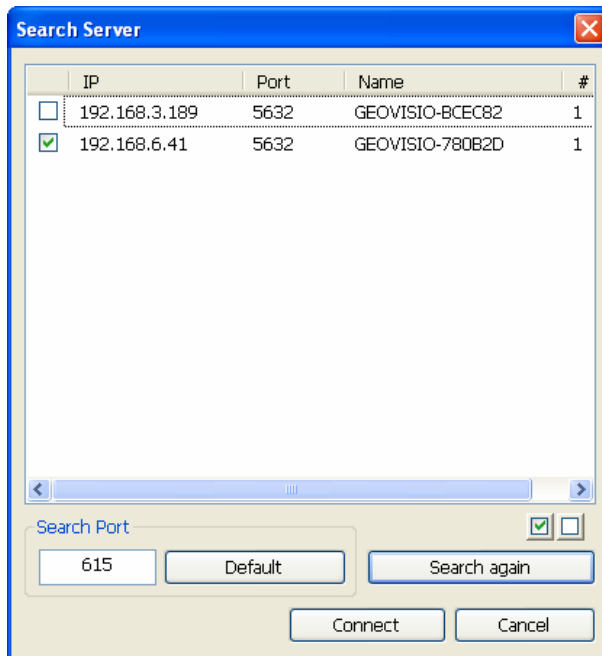 Search Server
IP Port Name #
192.168.3.189 5632 GEOVISIO-BCEC82 1
192.168.6.41 5632 GEOVISIO-780B2D 1
Search Port
615 Default Search again
Connect Cancel